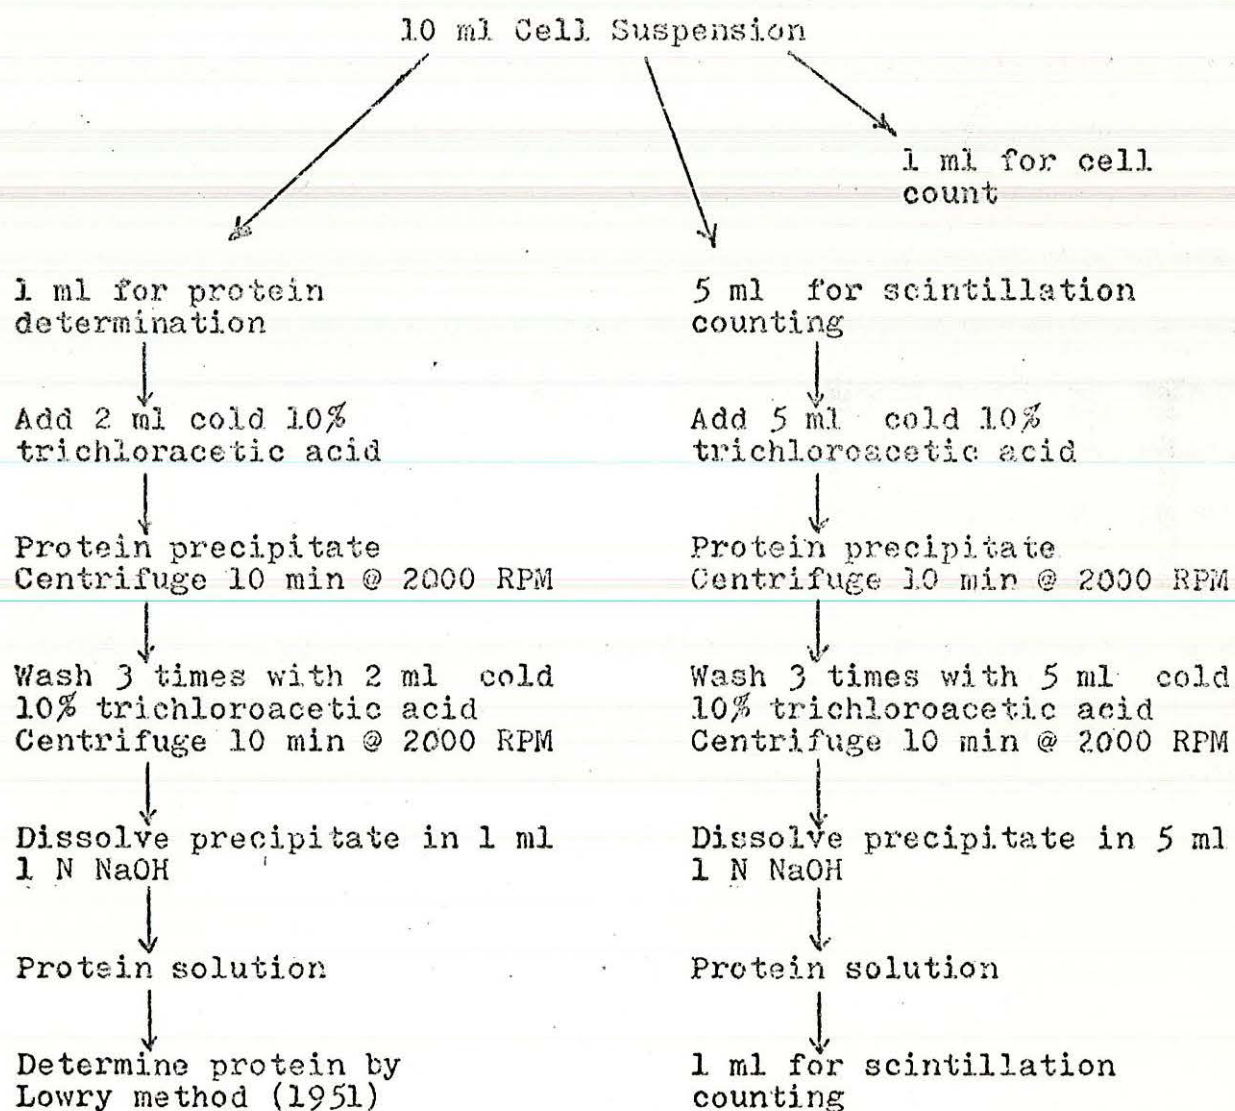 10 ml Cell Suspension
1 ml for cell
count
1 ml for protein
determination
Add 2 ml cold 10%
trichloracetic acid
Protein precipitate
Centrifuge 10 min @ 2000 RPM
Wash 3 times with 2 ml cold
10% trichloroacetic acid
Centrifuge 10 min @ 2000 RPM
Dissolve precipitate in 1 ml
1 N NaOH
Protein solution
Determine protein by
Lowry method (1951)
5 ml for scintillation
counting
Add 5 ml cold 10%
trichloroacetic acid
Protein precipitate
Centrifuge 10 min @ 2000 RPM
Wash 3 times with 5 ml cold
10% trichloroacetic acid
Centrifuge 10 min @ 2000 RPM
Dissolve precipitate in 5 ml
1 N NaOH
Protein solution
1 ml for scintillation
counting